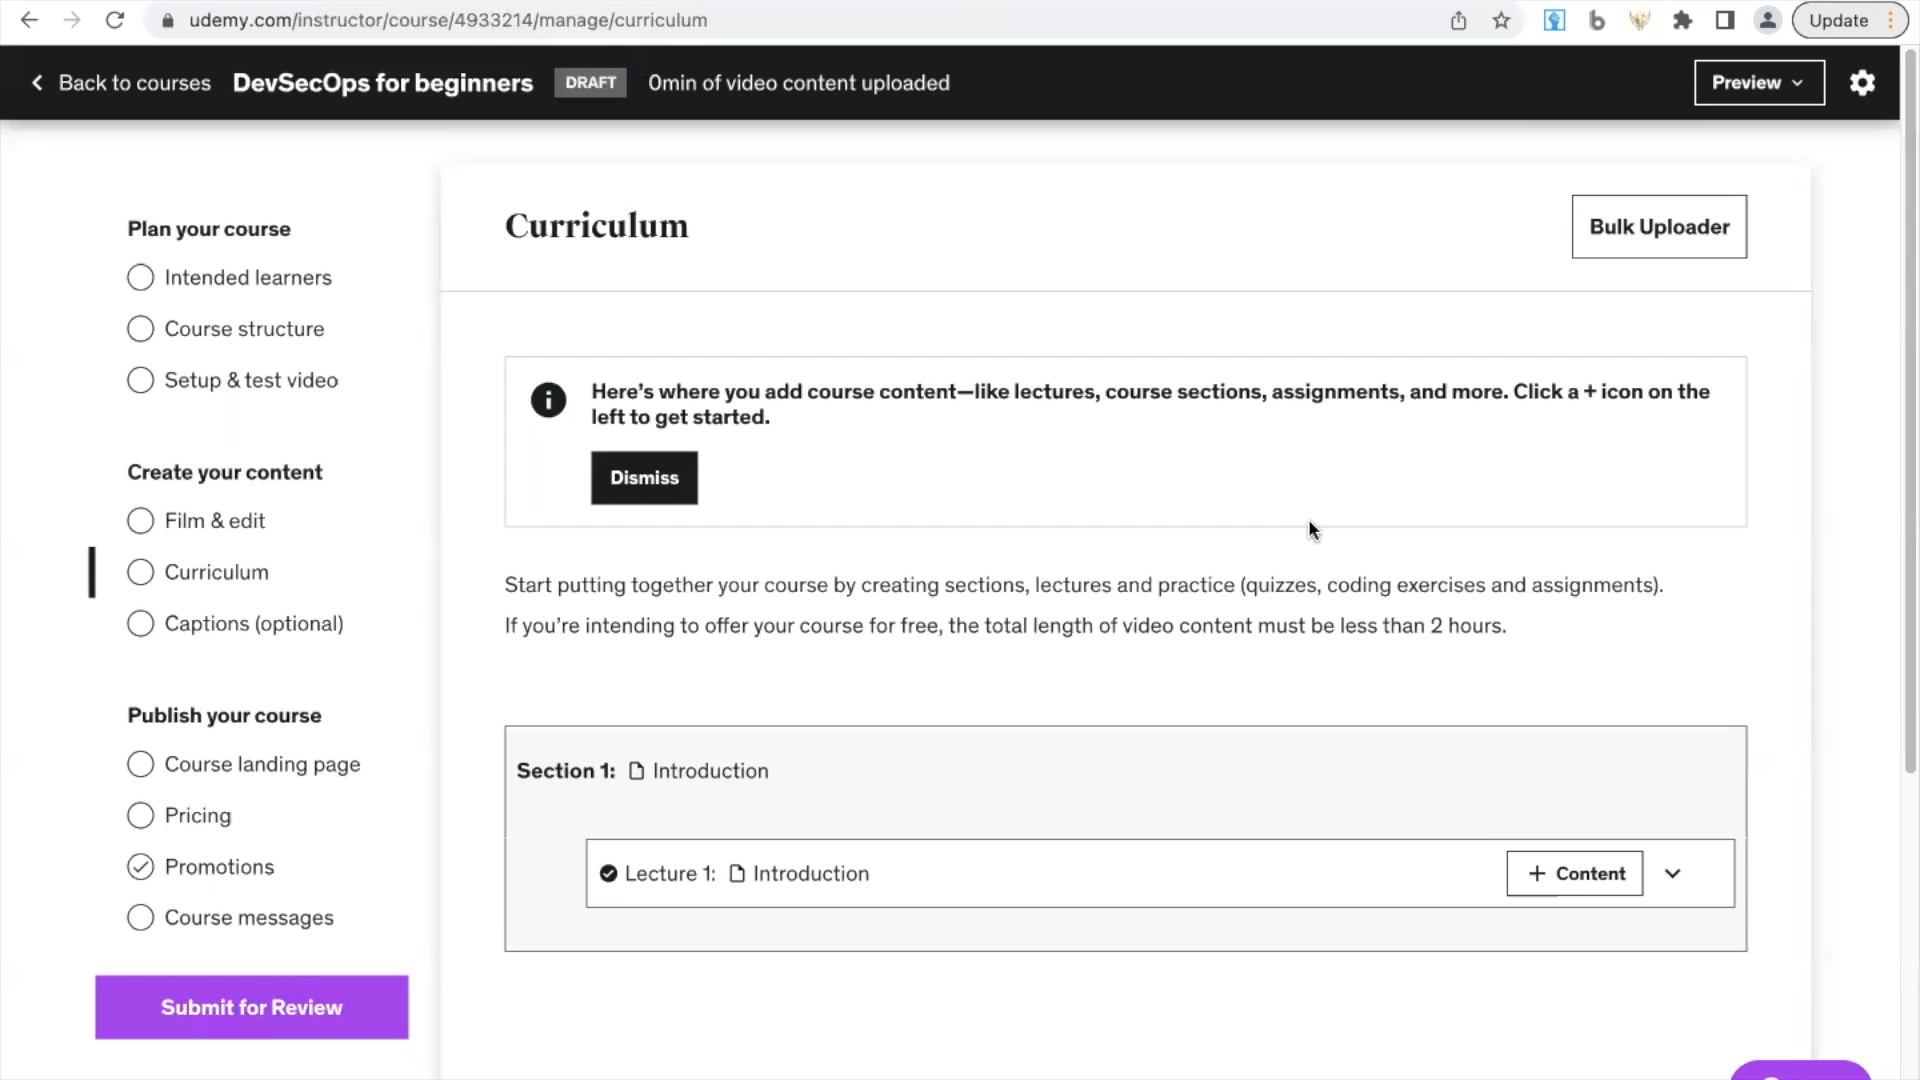 udemy.com/instructor/course/4933214/manage/curriculum
Update
Back to courses DevSecOps for beginners DRAFT 0min of video content uploaded
Preview
Plan your course
Intended learners
Course structure
Setup & test video
Create your content
Film & edit
Curriculum
Captions (optional)
Publish your course
Course landing page
Pricing
Promotions
Course messages
Submit for Review
Curriculum
Bulk Uploader
Here's where you add course content—like lectures, course sections, assignments, and more. Click a + icon on the
left to get started.
Dismiss
Start putting together your course by creating sections, lectures and practice (quizzes, coding exercises and assignments).
If you're intending to offer your course for free, the total length of video content must be less than 2 hours.
Section 1: Introduction
Lecture 1: Introduction
+ Content